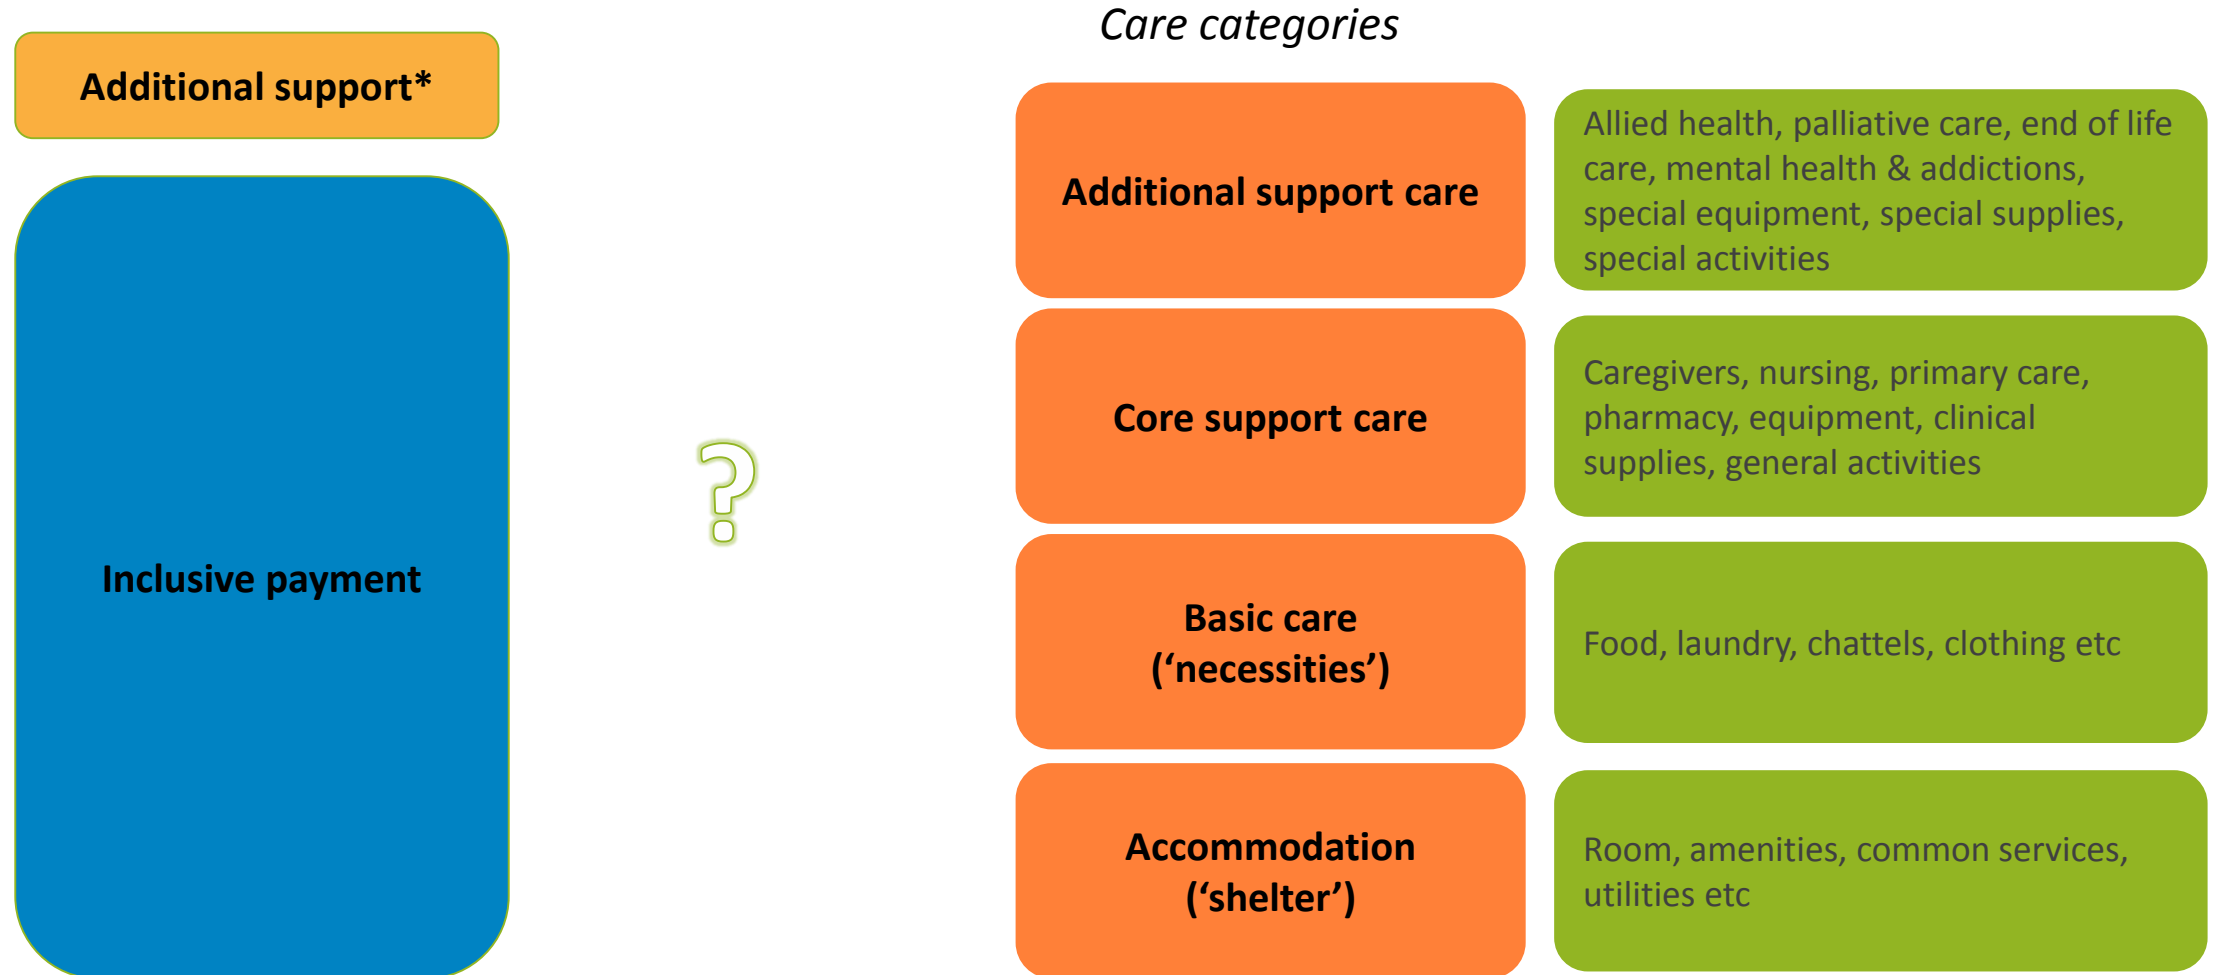 Care categories
Additional support*
Inclusive payment
?
Additional support care
Allied health, palliative care, end of life
care, mental health & addictions,
special equipment, special supplies,
special activities
Core support care
Caregivers, nursing, primary care,
pharmacy, equipment, clinical
supplies, general activities
Basic care
(‘necessities’)
Food, laundry, chattels, clothing etc
Accommodation
(‘shelter’)
Room, amenities, common services,
utilities etc